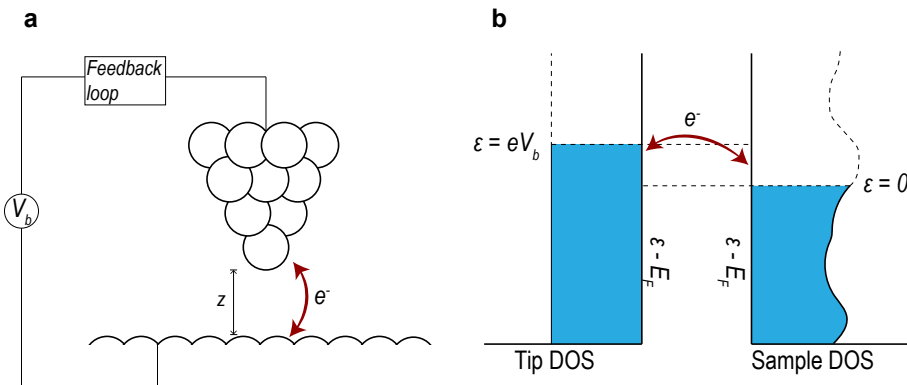 a
Feedback
loop
V_b
z
e⁻
b
e⁻
ε = eV_b
ε = 0
ε - E_F
ε - E_F
Tip DOS
Sample DOS